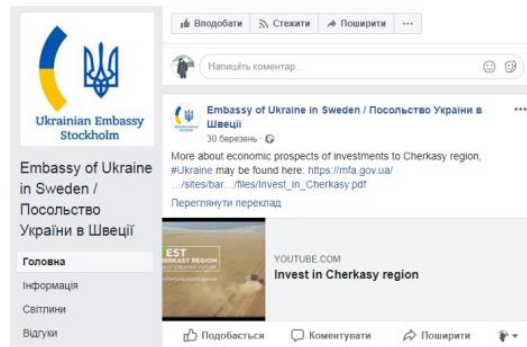 Ukrainian Embassy
Stockholm
Embassy of Ukraine
in Sweden /
Посольство
України в Швеції
Головна
Інформація
Світлини
Відгуки
Вподобати Стежити Поширити ...
Напишіть коментар...
Embassy of Ukraine in Sweden / Посольство України в
Швеції
30 березень ·
More about economic prospects of investments to Cherkasy region,
#Ukraine may be found here: https://mfa.gov.ua/
…/sites/bar…/files/Invest_in_Cherkasy.pdf
Переглянути переклад
EST
ERKASY REGION
YOUTUBE.COM
Invest in Cherkasy region
Подобається Коментувати Поширити